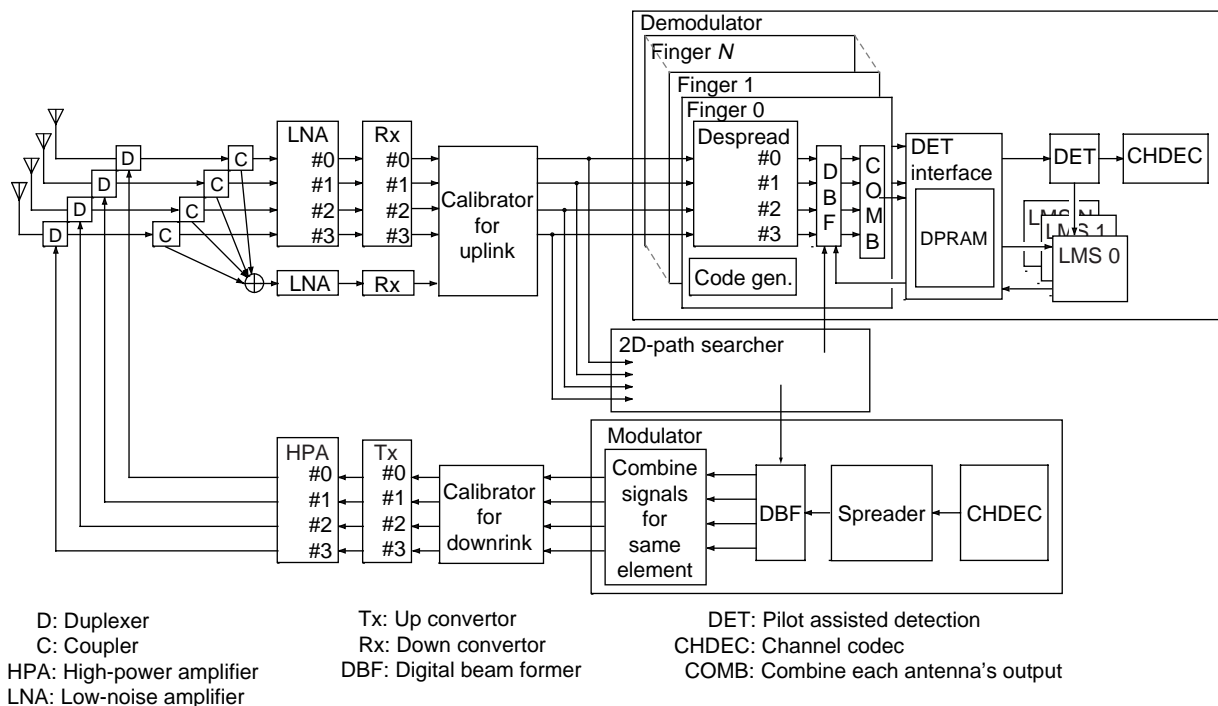 Demodulator
Finger N
Finger 1
Finger 0
LNA
#0
#1
#2
#3
Rx
#0
#1
#2
#3
Calibrator
for
uplink
Despread
#0
#1
#2
#3
Code gen.
D
B
F
C
O
M
B
DET
interface
DPRAM
DET
CHDEC
LMS N
LMS 1
LMS 0
D
D
D
D
C
C
C
C
LNA
Rx
2D-path searcher
Modulator
HPA
#0
#1
#2
#3
Tx
#0
#1
#2
#3
Calibrator
for
downrink
Combine
signals
for
same
element
DBF
Spreader
CHDEC
D: Duplexer
C: Coupler
HPA: High-power amplifier
LNA: Low-noise amplifier
Tx: Up convertor
Rx: Down convertor
DBF: Digital beam former
DET: Pilot assisted detection
CHDEC: Channel codec
COMB: Combine each antenna's output